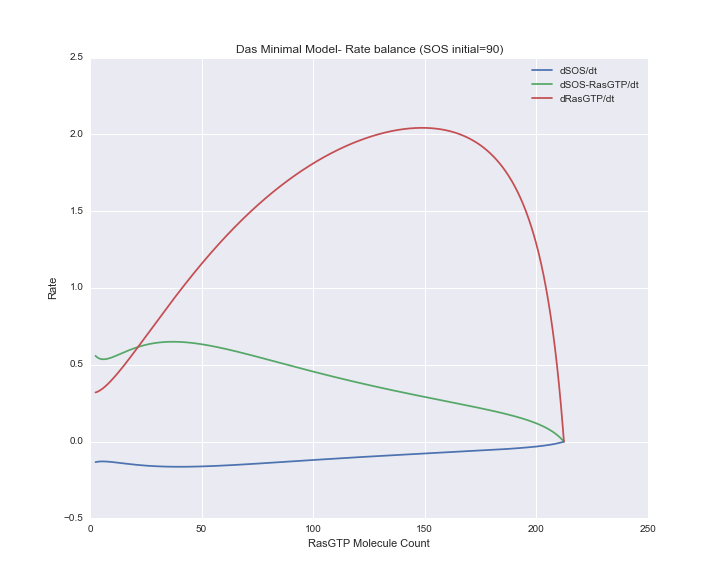 Das Minimal Model- Rate balance (SOS initial=90)
2.5
2.0
1.5
1.0
0.5
0.0
−0.5
Rate
dSOS/dt
dSOS-RasGTP/dt
dRasGTP/dt
0 50 100 150 200 250
RasGTP Molecule Count